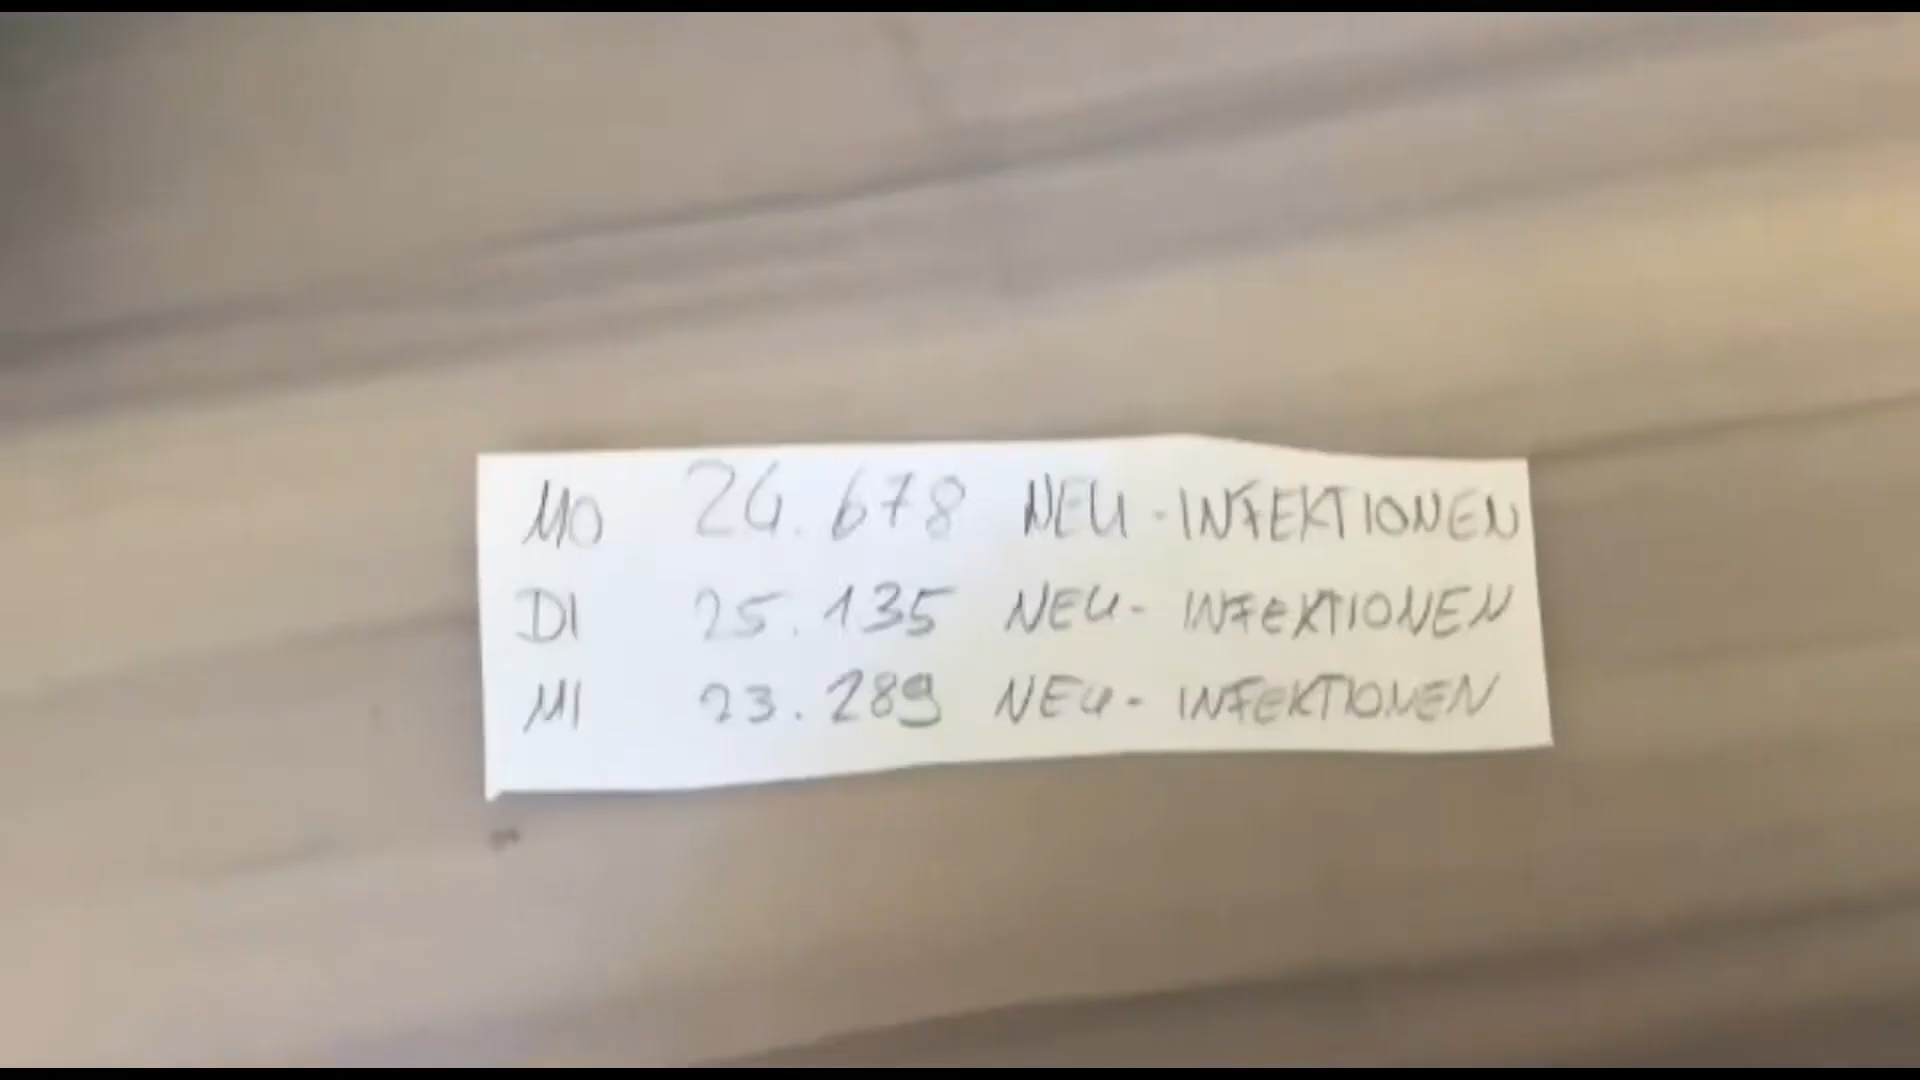 MO 24.678 NEU-INFEKTIONEN
DI 25.135 NEU-INFEKTIONEN
MI 23.289 NEU-INFEKTIONEN